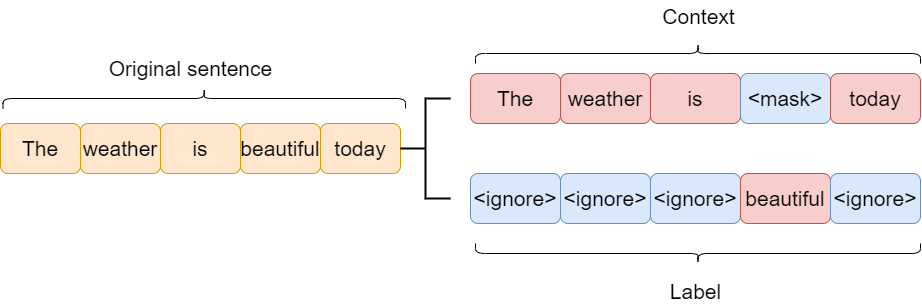 Context
Original sentence
The weather is <mask> today
The weather is beautiful today
<ignore> <ignore> <ignore> beautiful <ignore>
Label